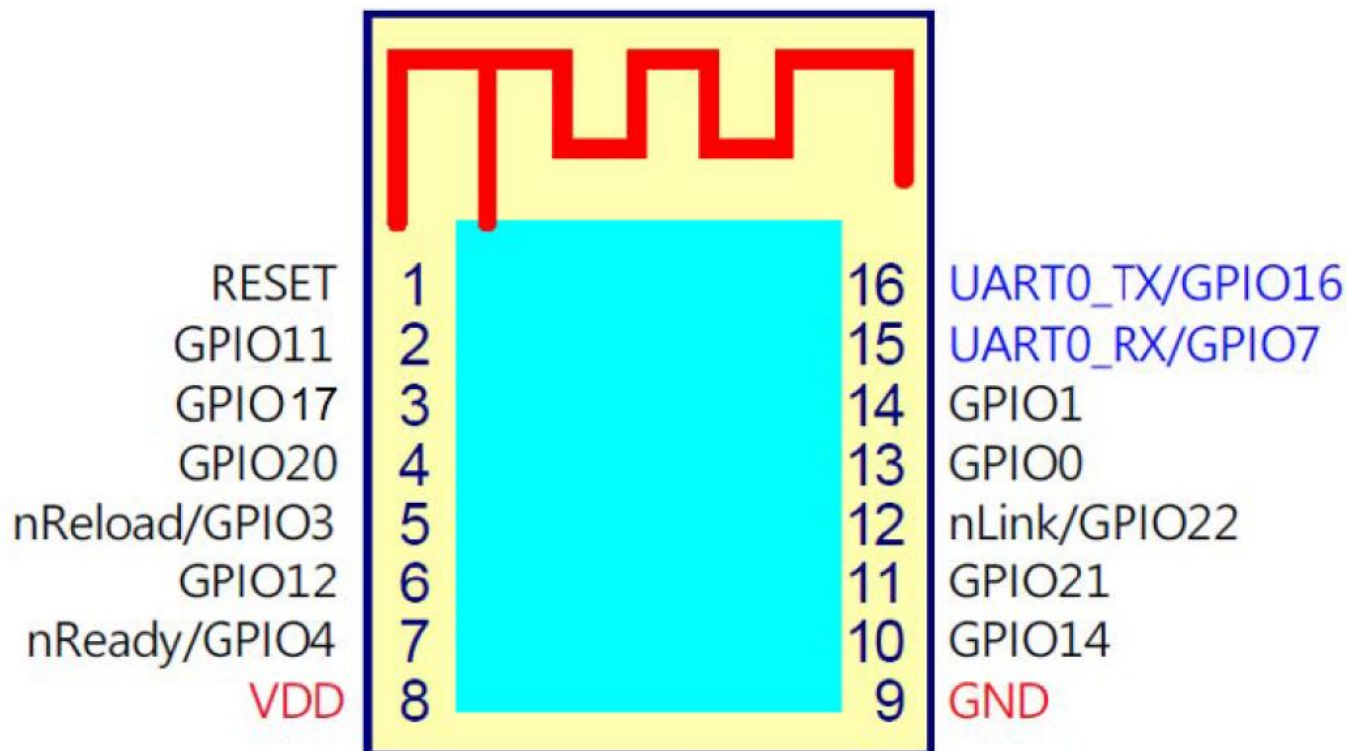 RESET 1 16 UART0_TX/GPIO16
GPIO11 2 15 UART0_RX/GPIO7
GPIO17 3 14 GPIO1
GPIO20 4 13 GPIO0
nReload/GPIO3 5 12 nLink/GPIO22
GPIO12 6 11 GPIO21
nReady/GPIO4 7 10 GPIO14
VDD 8 9 GND